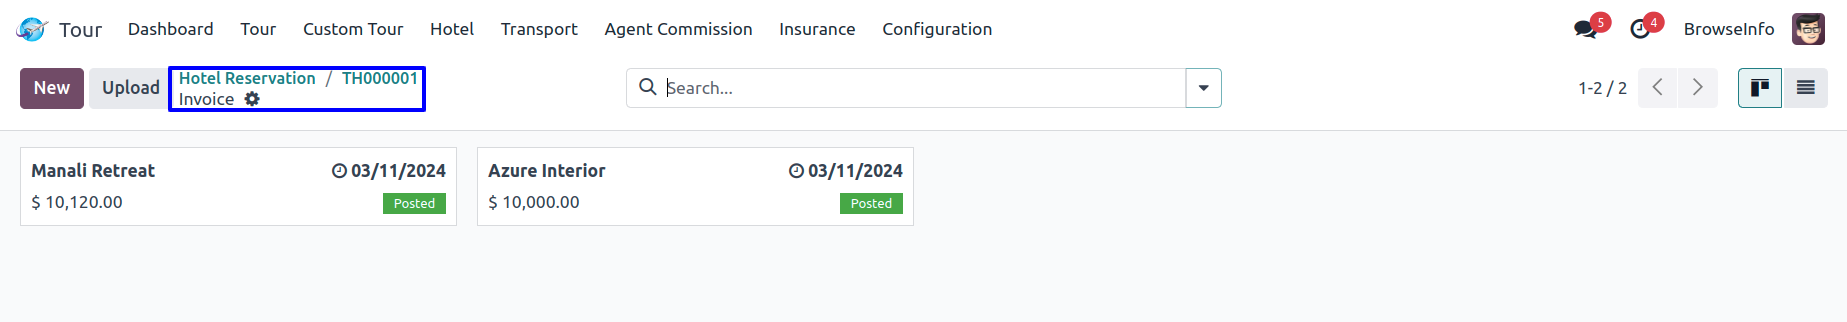 Tour Dashboard Tour Custom Tour Hotel Transport Agent Commission Insurance Configuration 5 4 BrowseInfo
New Upload Hotel Reservation / TH000001
Invoice
Search...
1-2 / 2
Manali Retreat 03/11/2024
$ 10,120.00 Posted
Azure Interior 03/11/2024
$ 10,000.00 Posted